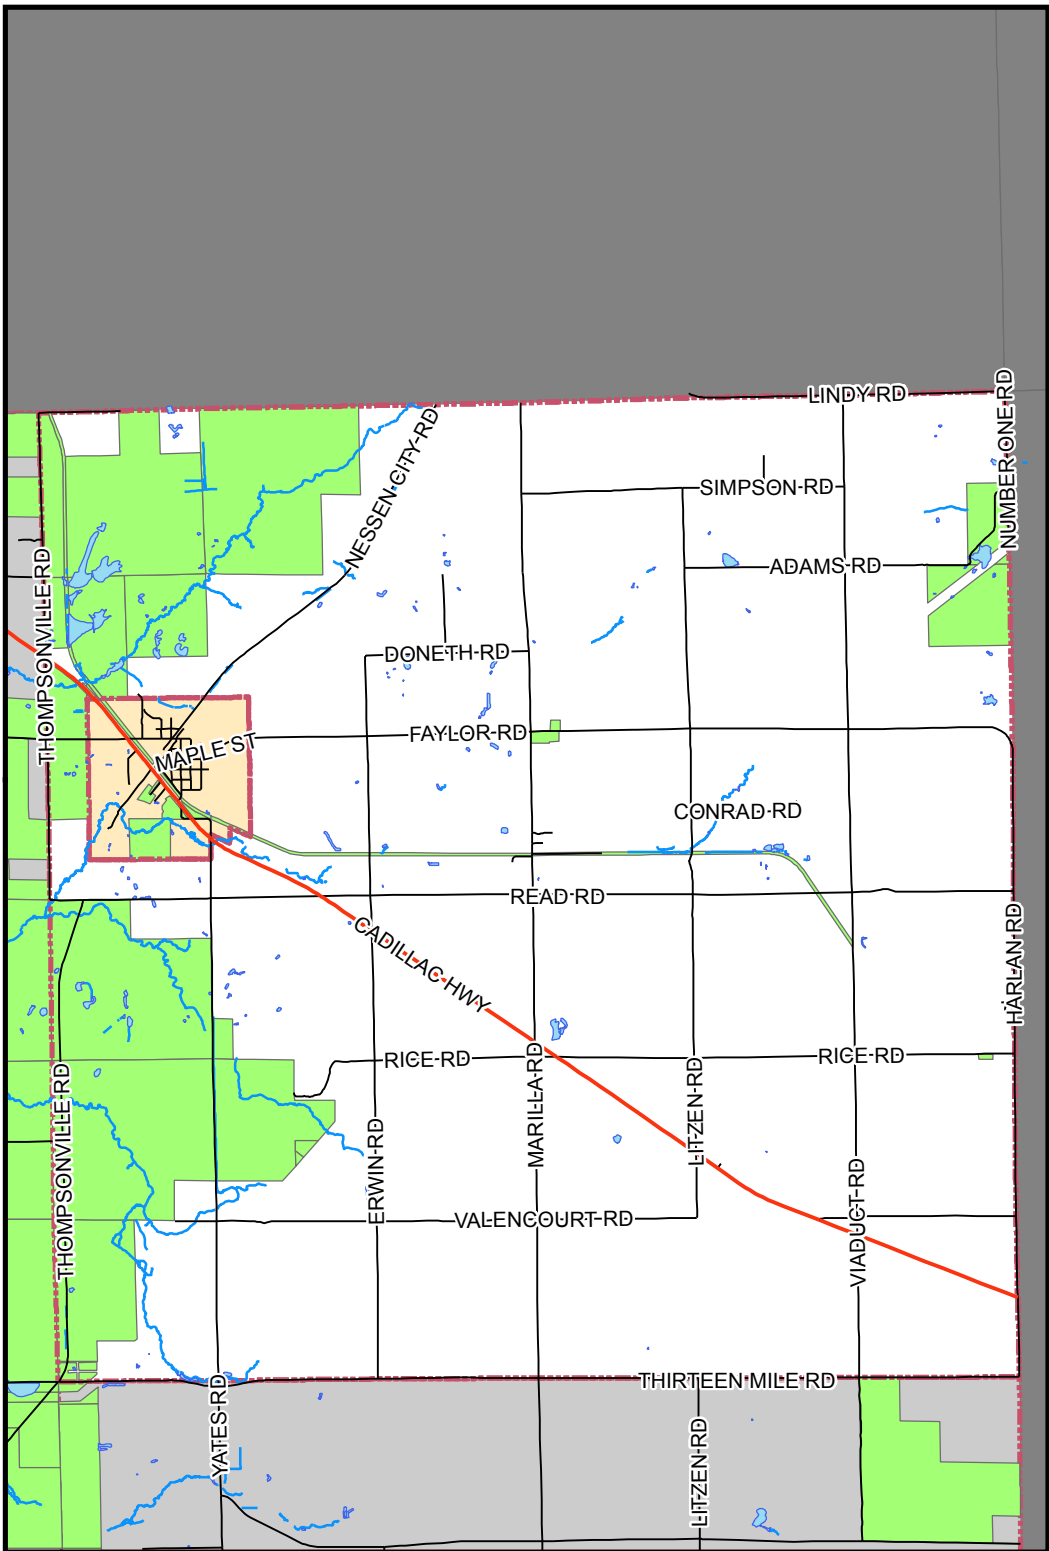 LINDY RD
NUMBER ONE RD
NESSEN CITY RD
SIMPSON RD
ADAMS RD
THOMPSONVILLE RD
DONETH RD
FAYLOR RD
MAPLE ST
CONRAD RD
READ RD
CADILLAC HWY
HARLAN RD
RICE RD
RICE RD
MARILLA RD
LITZEN RD
THOMPSONVILLE RD
ERWIN RD
VIADUCT RD
VALENCOURT RD
THIRTEEN MILE RD
YATES RD
LITZEN RD